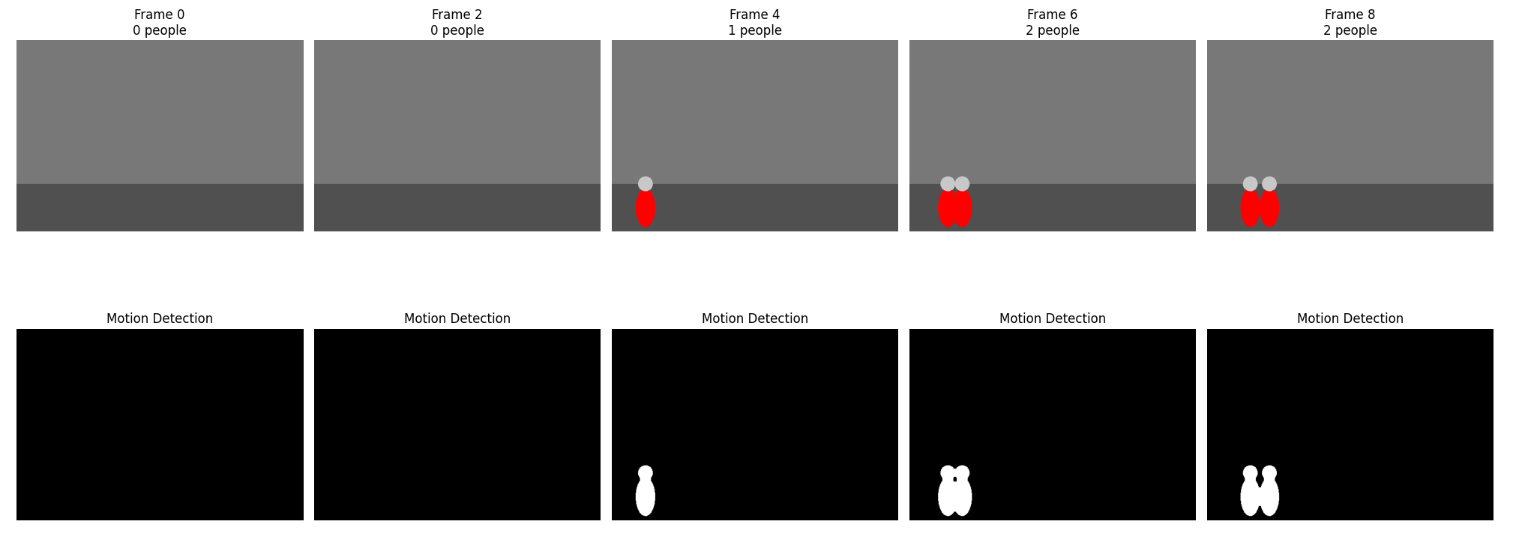 Frame 0
0 people
Frame 2
0 people
Frame 4
1 people
Frame 6
2 people
Frame 8
2 people
Motion Detection
Motion Detection
Motion Detection
Motion Detection
Motion Detection